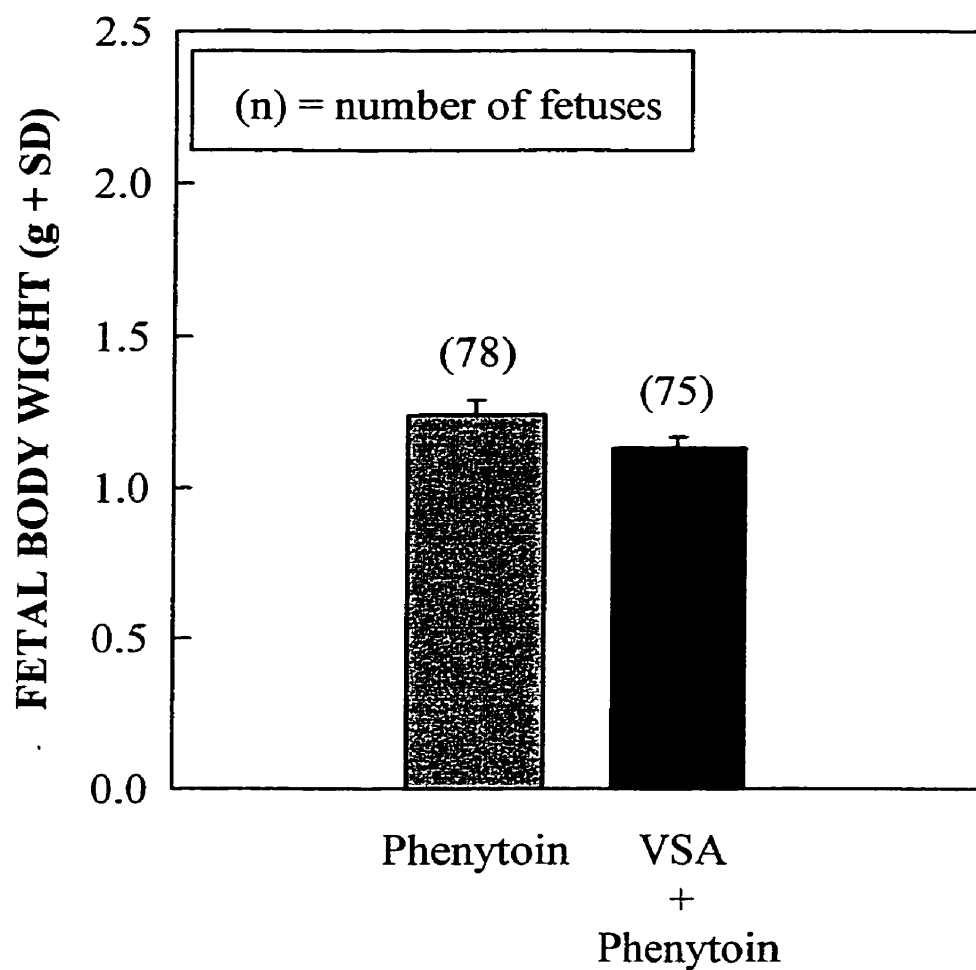 FETAL BODY WIGHT (g + SD)
2.5
2.0
1.5
1.0
0.5
0.0
(n) = number of fetuses
(78)
(75)
Phenytoin
VSA
+
Phenytoin